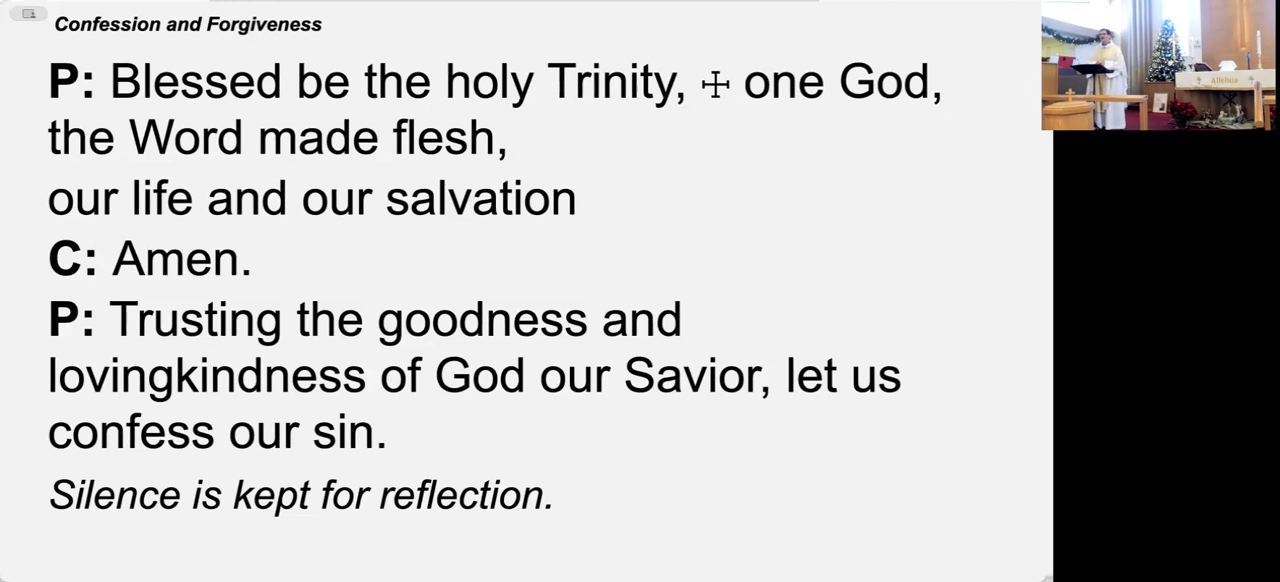 Confession and Forgiveness
P: Blessed be the holy Trinity, ☩ one God,
the Word made flesh,
our life and our salvation
C: Amen.
P: Trusting the goodness and
lovingkindness of God our Savior, let us
confess our sin.
Silence is kept for reflection.
Alleluia